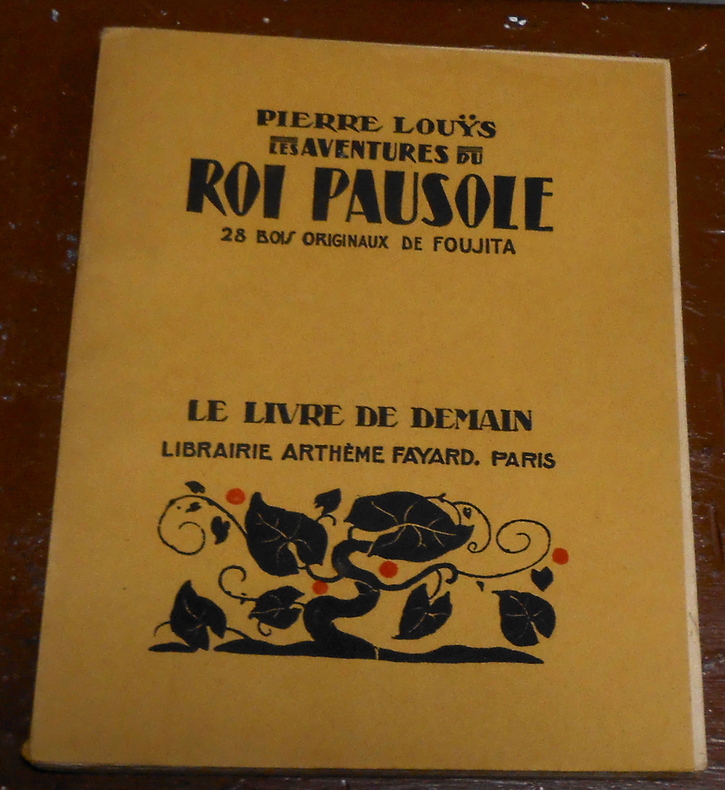 PIERRE LOUŸS
LES AVENTURES DU
ROI PAUSOLE
28 BOIS ORIGINAUX DE FOUJITA
LE LIVRE DE DEMAIN
LIBRAIRIE ARTHÈME FAYARD. PARIS